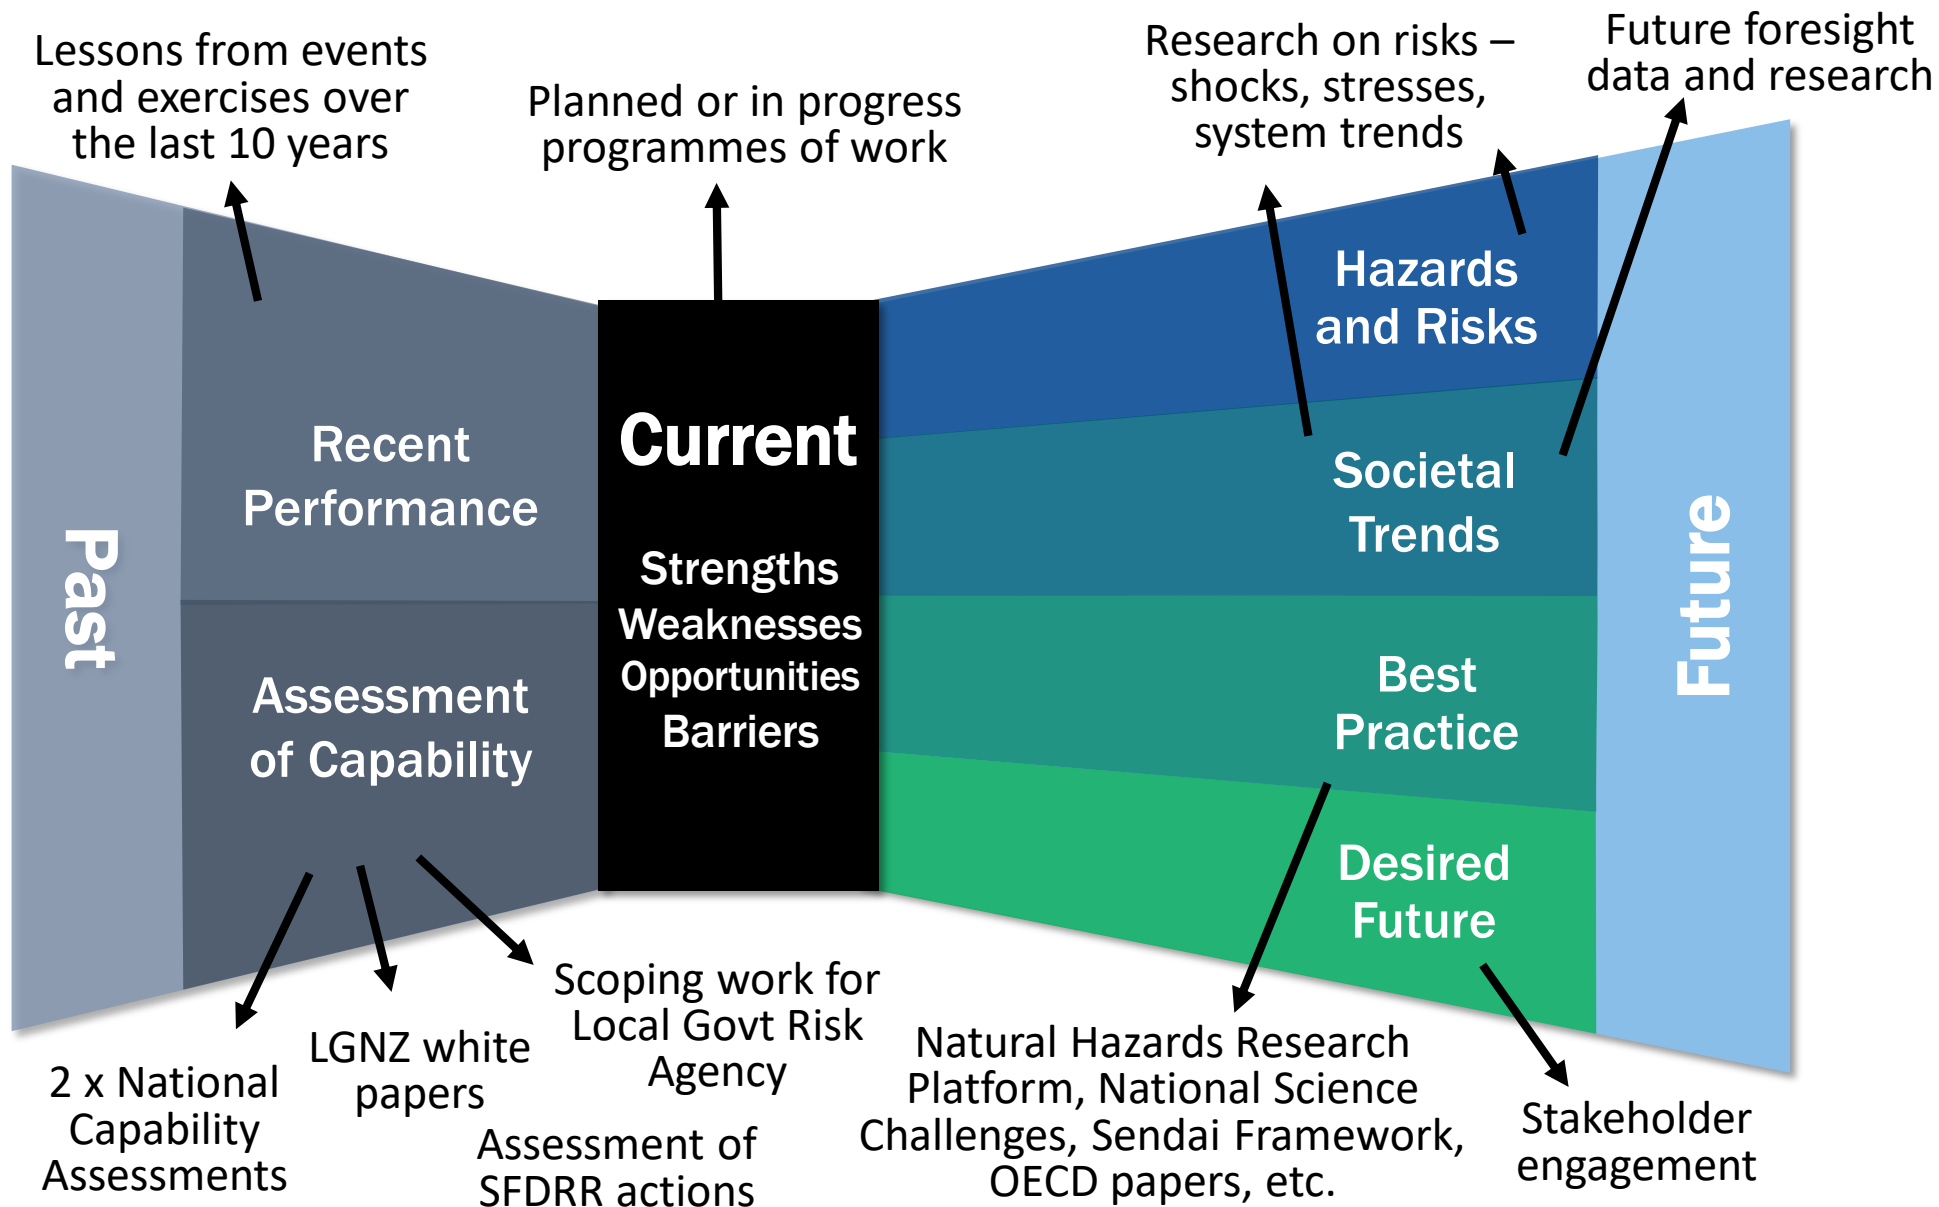 Lessons from events
and exercises over
the last 10 years
Planned or in progress
programmes of work
Research on risks –
shocks, stresses,
system trends
Future foresight
data and research
Past
Recent
Performance
Assessment
of Capability
Current
Strengths
Weaknesses
Opportunities
Barriers
Hazards
and Risks
Societal
Trends
Best
Practice
Desired
Future
Future
2 x National
Capability
Assessments
LGNZ white
papers
Scoping work for
Local Govt Risk
Agency
Assessment of
SFDRR actions
Natural Hazards Research
Platform, National Science
Challenges, Sendai Framework,
OECD papers, etc.
Stakeholder
engagement